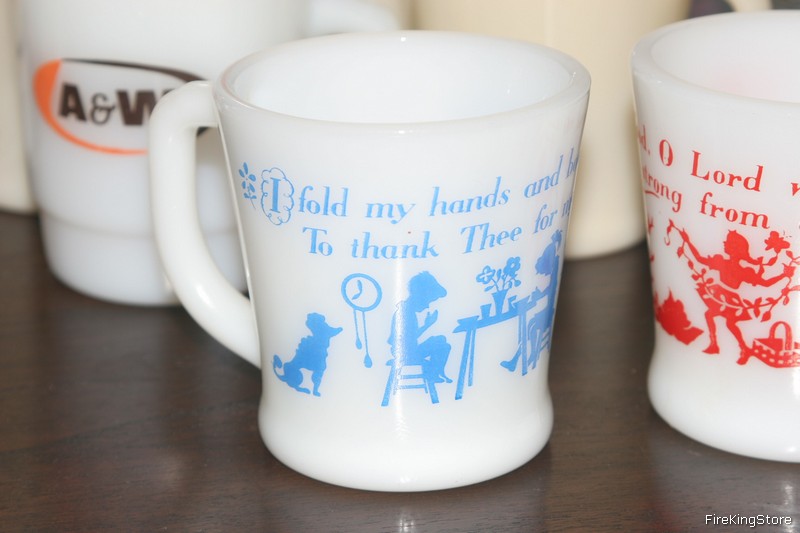 A&W
I fold my hands and
To thank Thee for
O Lord
from
FireKingStore